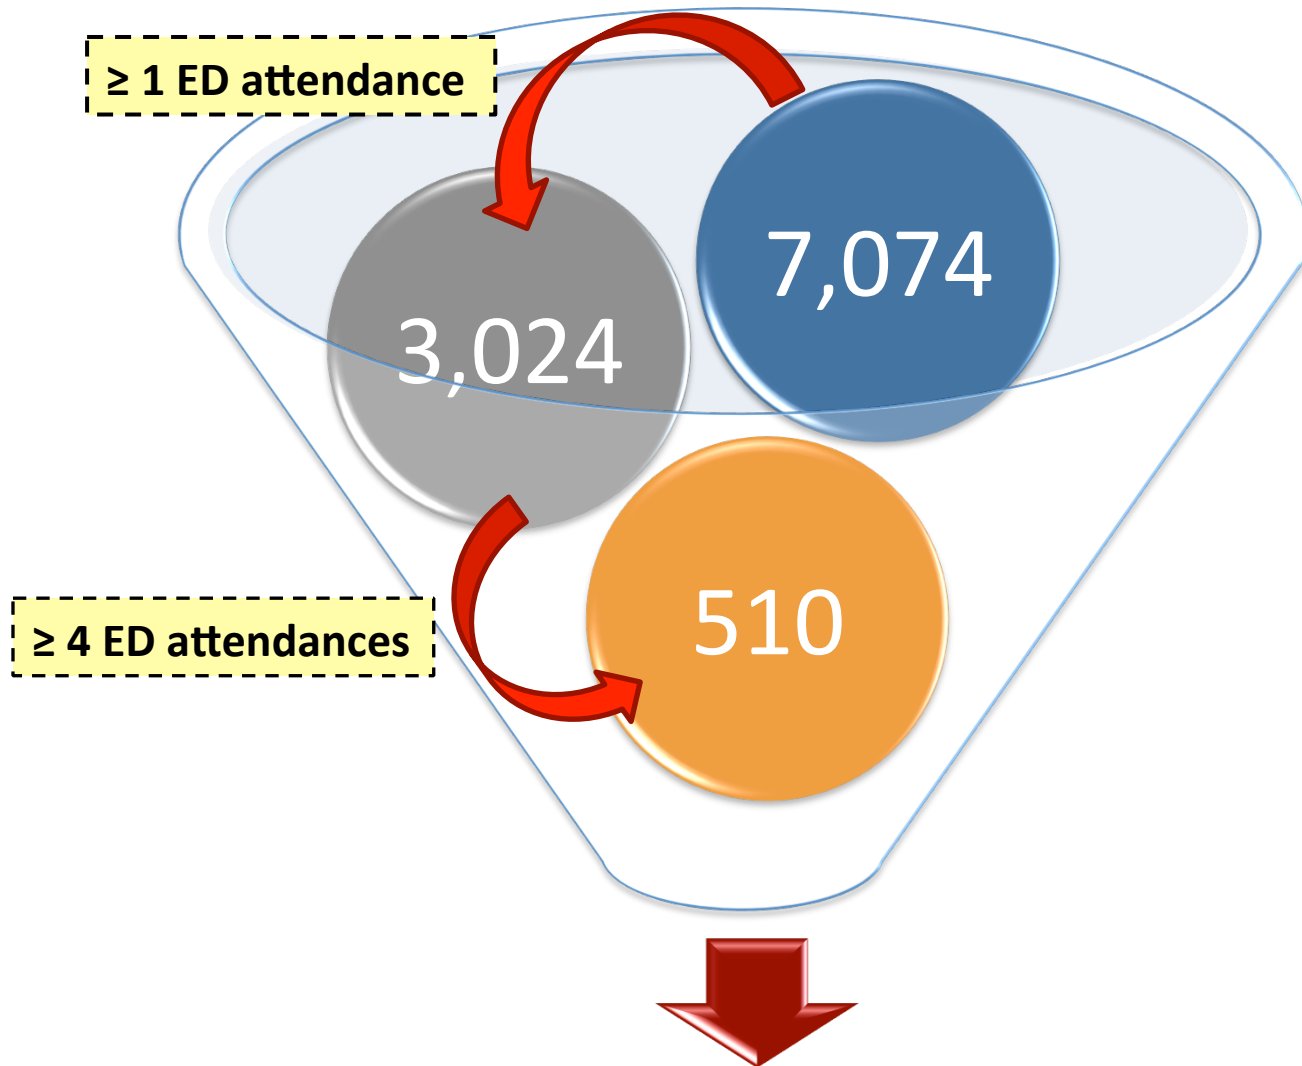 ≥ 1 ED attendance
7,074
3,024
510
≥ 4 ED attendances